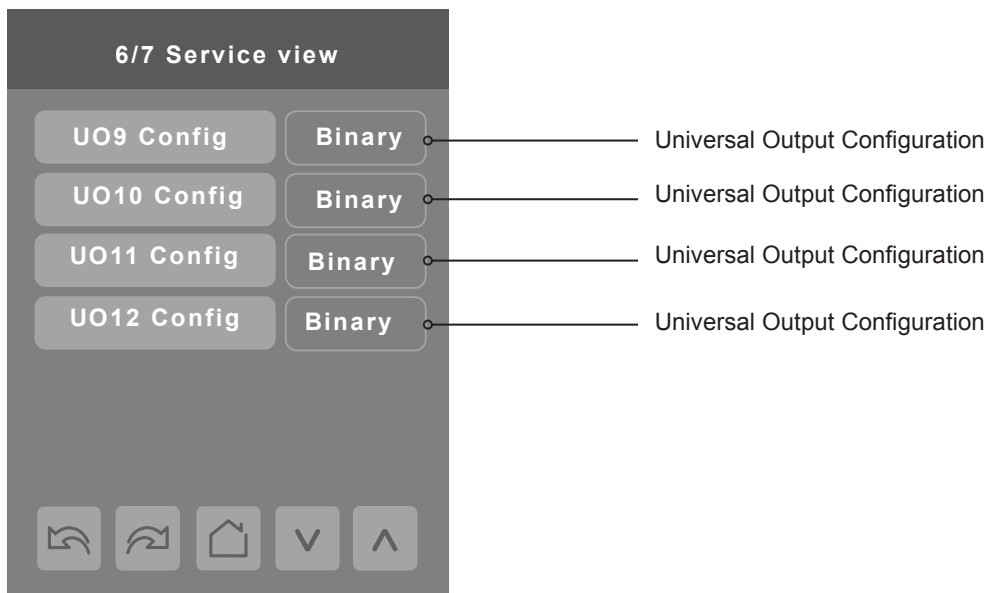 6/7 Service view
UO9 Config Binary Universal Output Configuration
UO10 Config Binary Universal Output Configuration
UO11 Config Binary Universal Output Configuration
UO12 Config Binary Universal Output Configuration